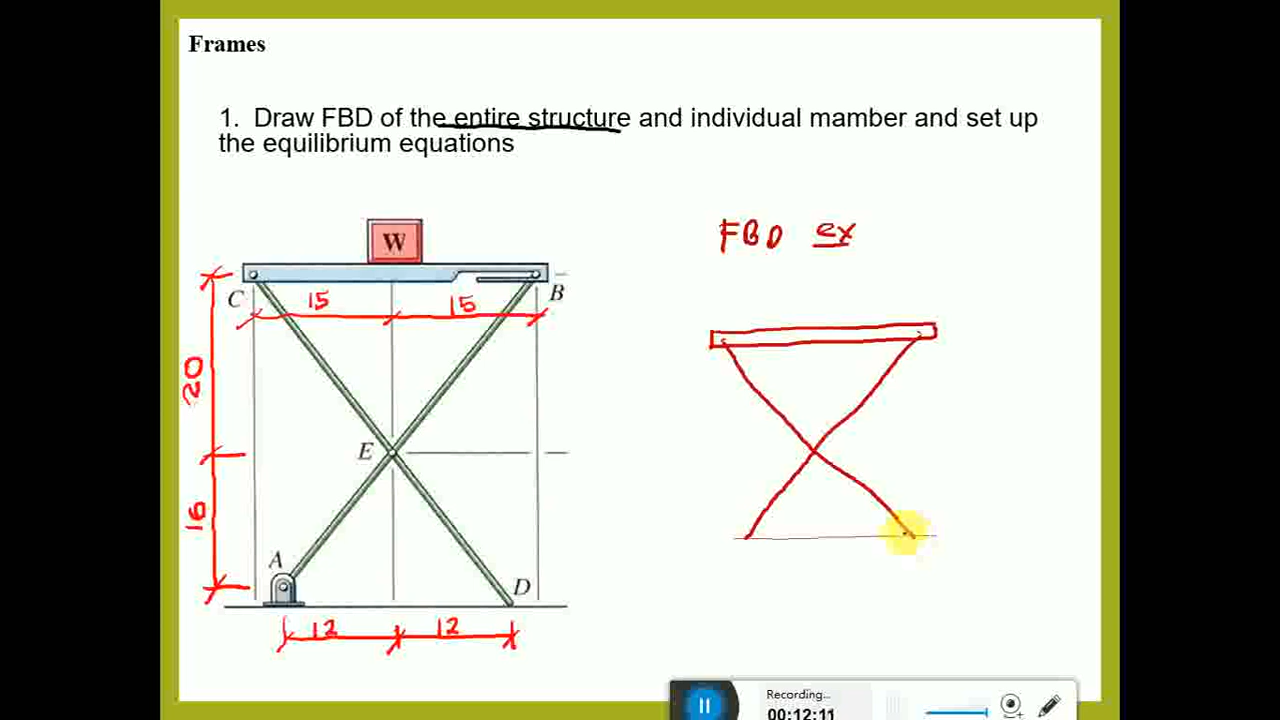 Frames
1. Draw FBD of the entire structure and individual mamber and set up
the equilibrium equations
W
FBD ex
C
15
15
B
20
E
16
A
D
12
12
Recording...
00:12:11